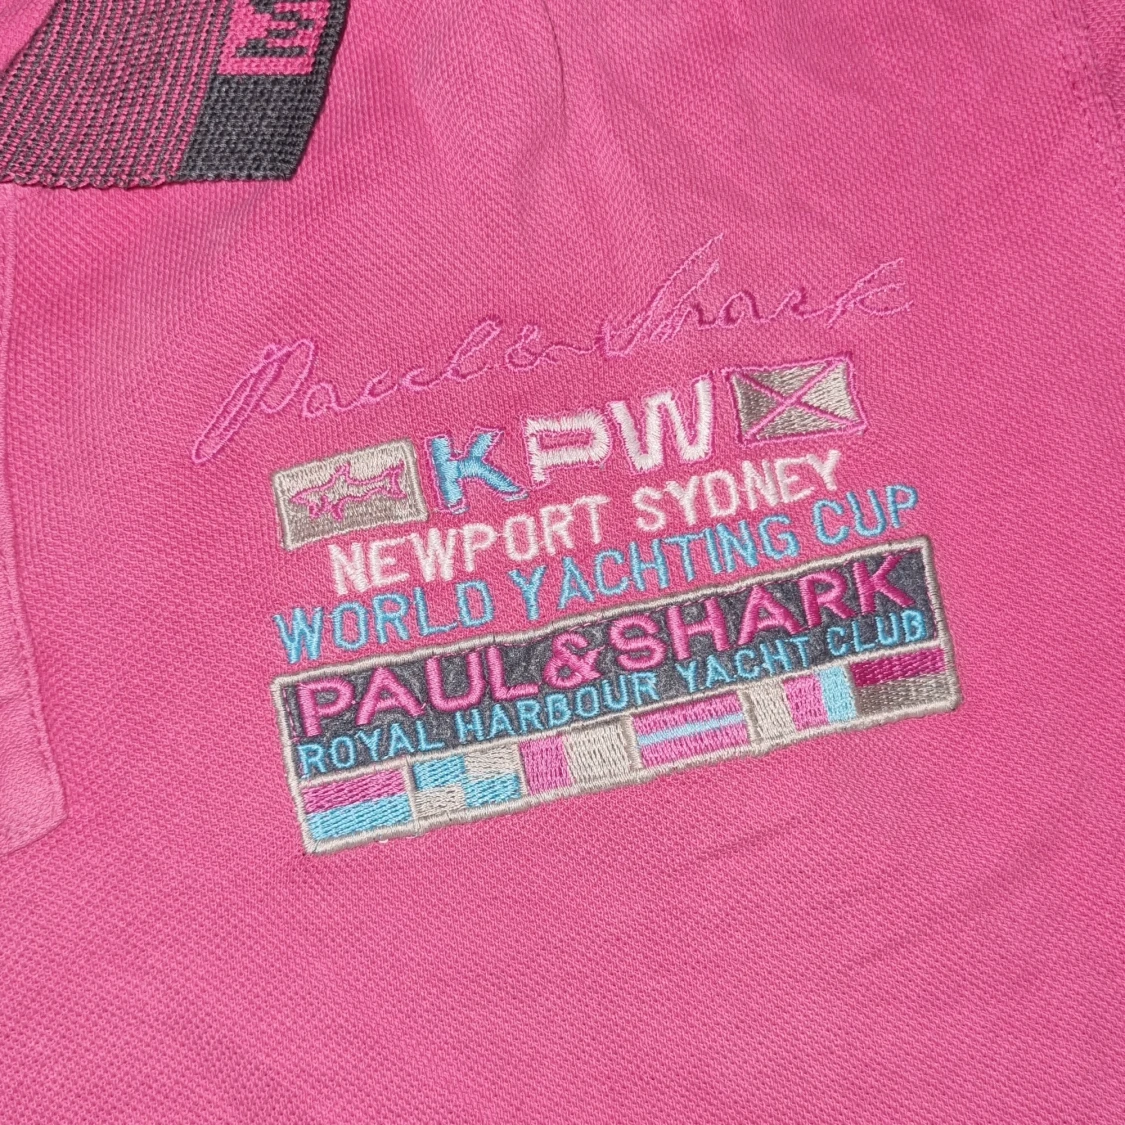 Paul & Shark
KPW
NEWPORT SYDNEY
WORLD YACHTING CUP
PAUL&SHARK
ROYAL HARBOUR YACHT CLUB